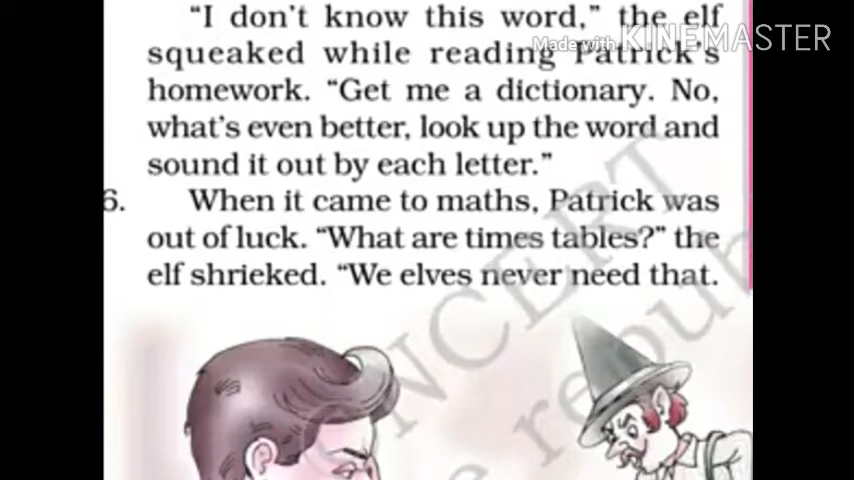 "I don't know this word," the elf
Made with KINEMASTER
squeaked while reading Patrick's
homework. "Get me a dictionary. No,
what's even better, look up the word and
sound it out by each letter."
6. When it came to maths, Patrick was
out of luck. "What are times tables?" the
elf shrieked. "We elves never need that.
NCERT
e repub